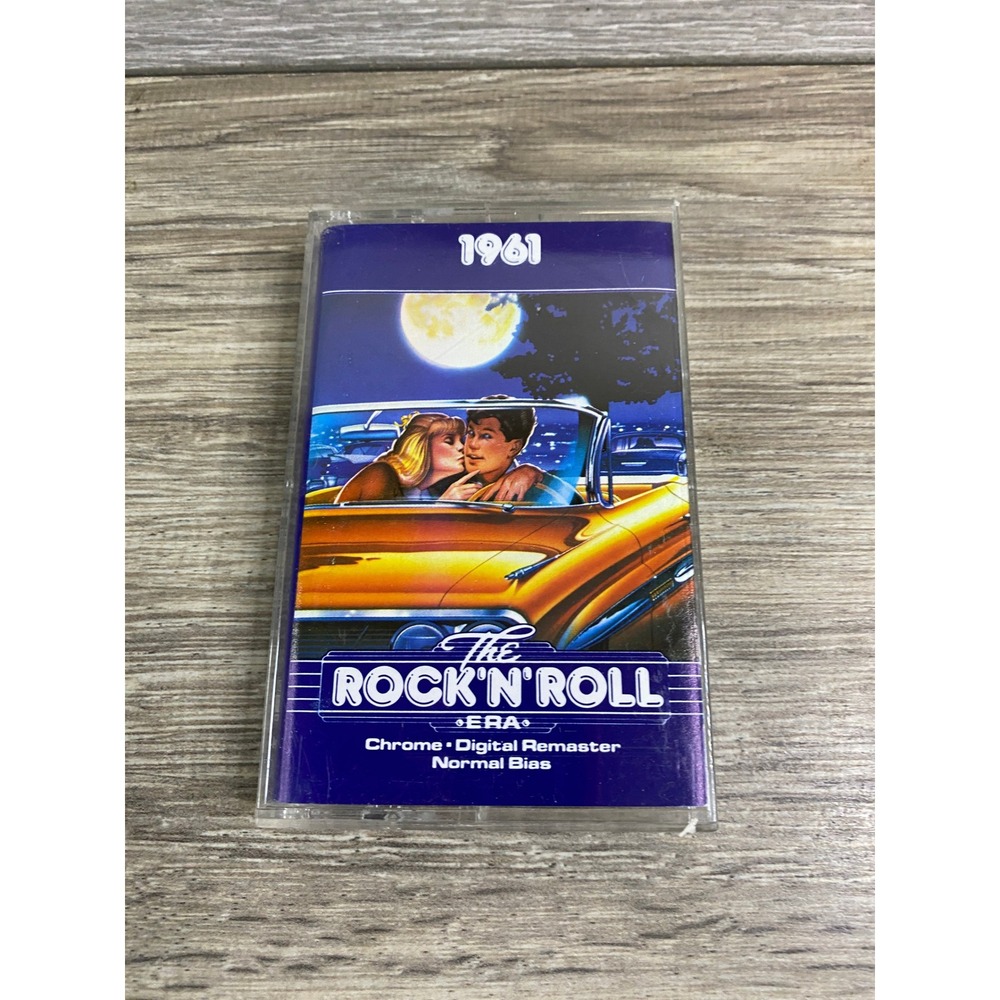 1961
The
ROCK'N'ROLL
ERA
Chrome ▪ Digital Remaster
Normal Bias